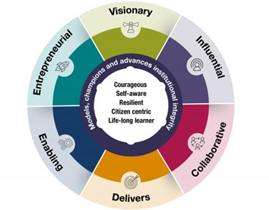 Visionary
Influential
Collaborative
Delivers
Enabling
Entrepreneurial
Models, champions and advances institutional integrity
Courageous
Self-aware
Resilient
Citizen centric
Life-long learner